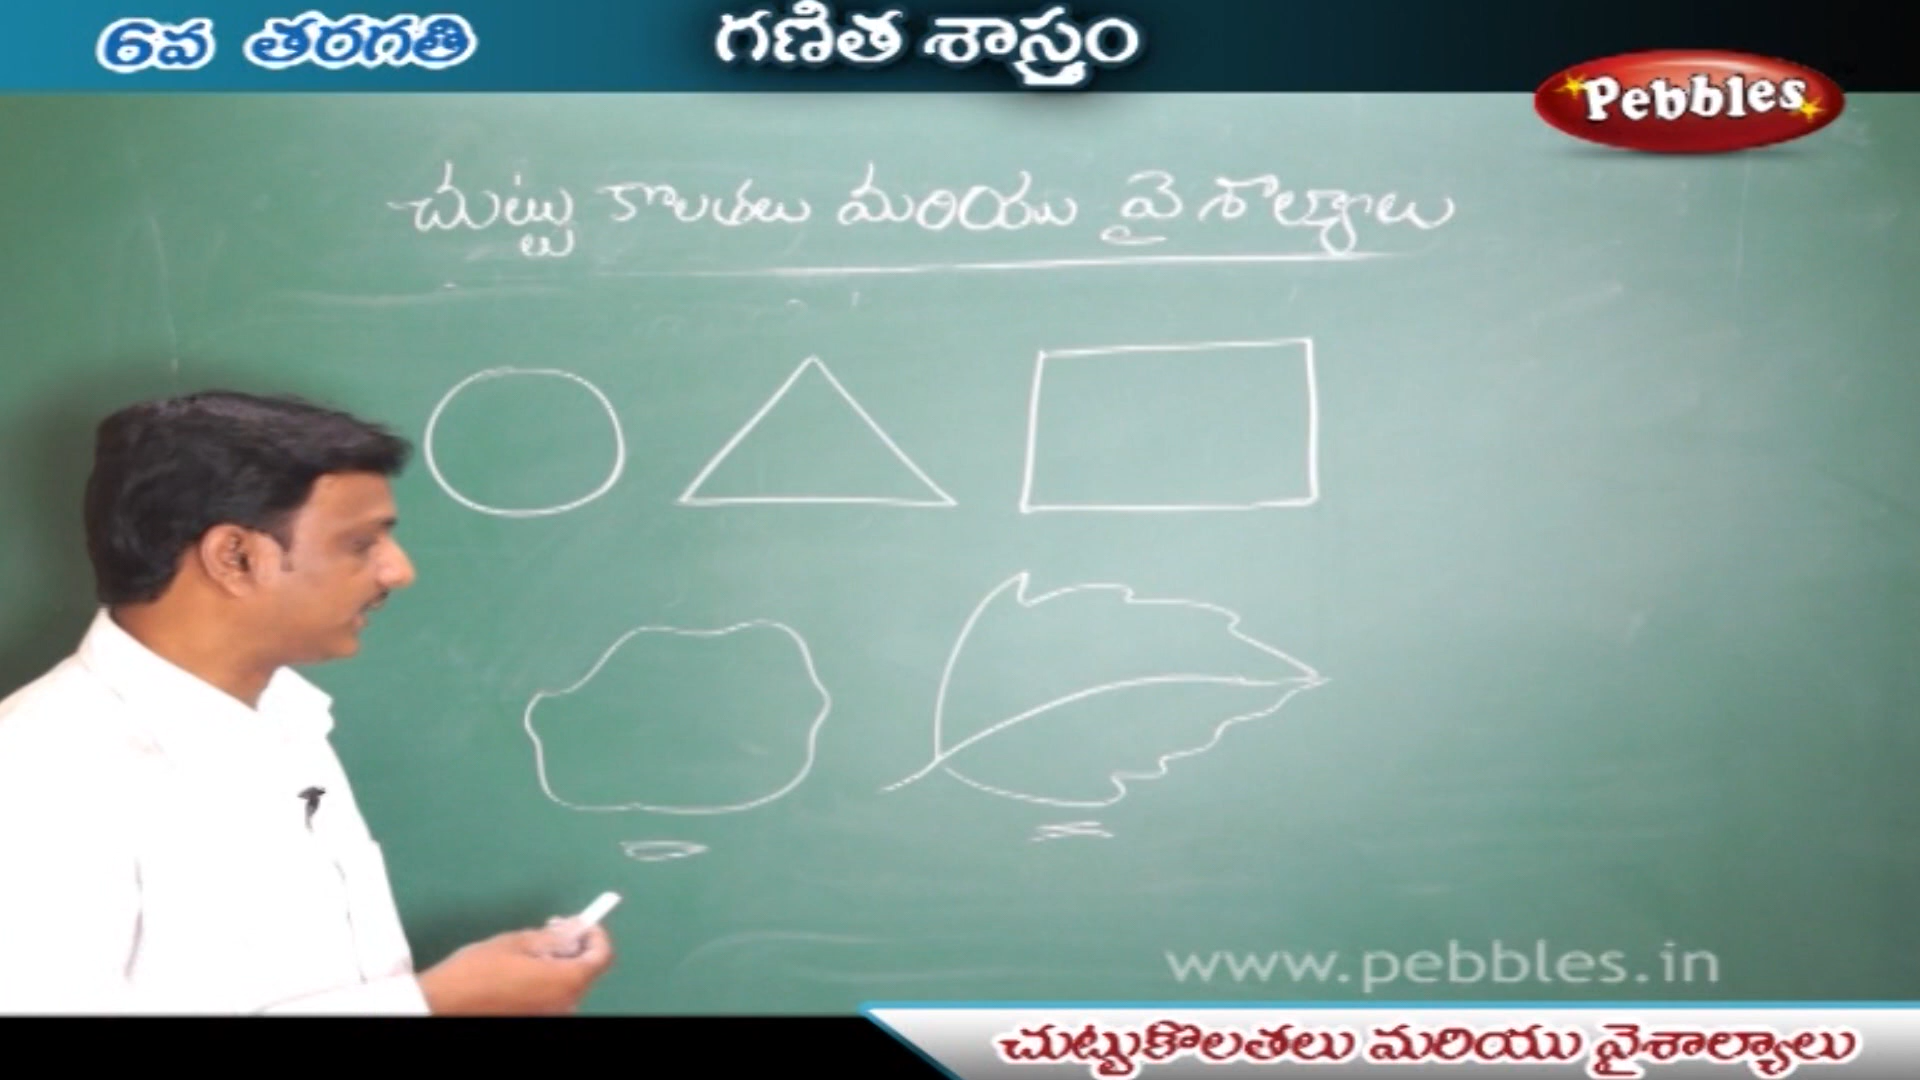 6వ తరగతి
గణిత శాస్త్రం
Pebbles
చుట్టు కొలతలు మరియు వైశాల్యాలు
www.pebbles.in
చుట్టుకొలతలు మరియు వైశాల్యాలు